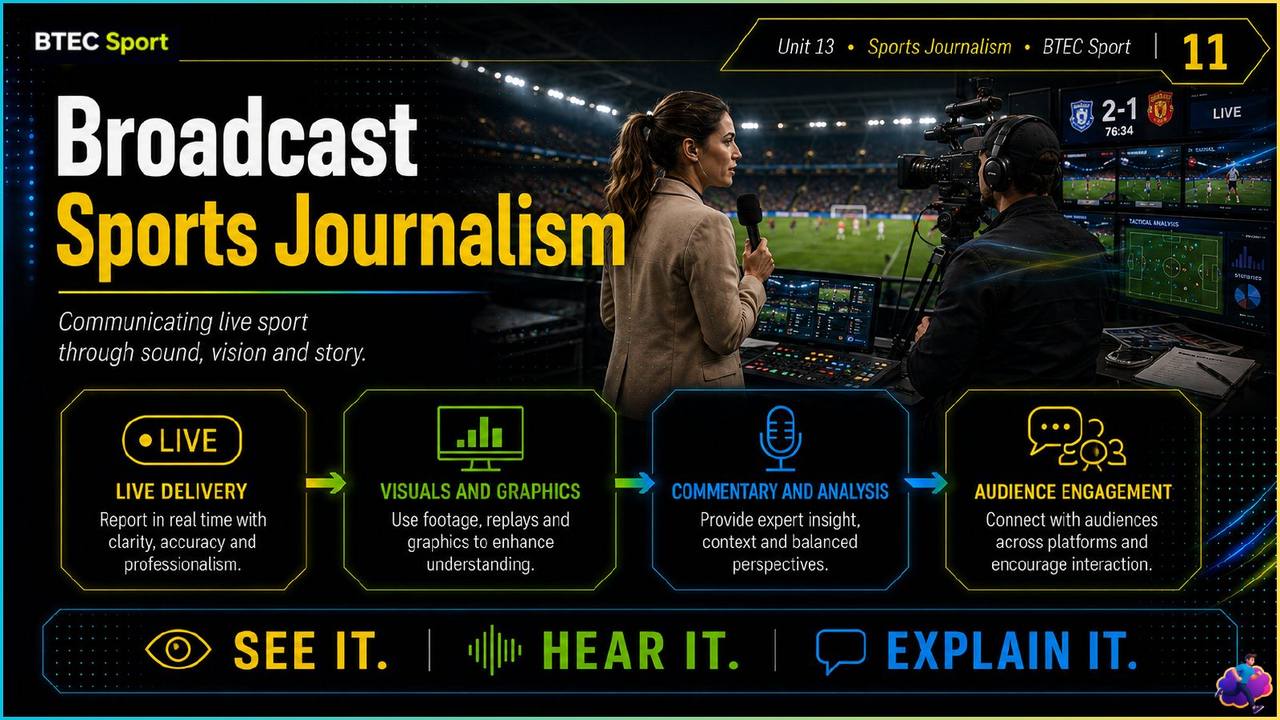 BTEC Sport
Unit 13 • Sports Journalism • BTEC Sport
11
Broadcast
Sports Journalism
Communicating live sport
through sound, vision and story.
2-1
76:34
LIVE
TACTICAL ANALYSIS
LIVE
LIVE DELIVERY
Report in real time with
clarity, accuracy and
professionalism.
VISUALS AND GRAPHICS
Use footage, replays and
graphics to enhance
understanding.
COMMENTARY AND ANALYSIS
Provide expert insight,
context and balanced
perspectives.
AUDIENCE ENGAGEMENT
Connect with audiences
across platforms and
encourage interaction.
SEE IT.
HEAR IT.
EXPLAIN IT.